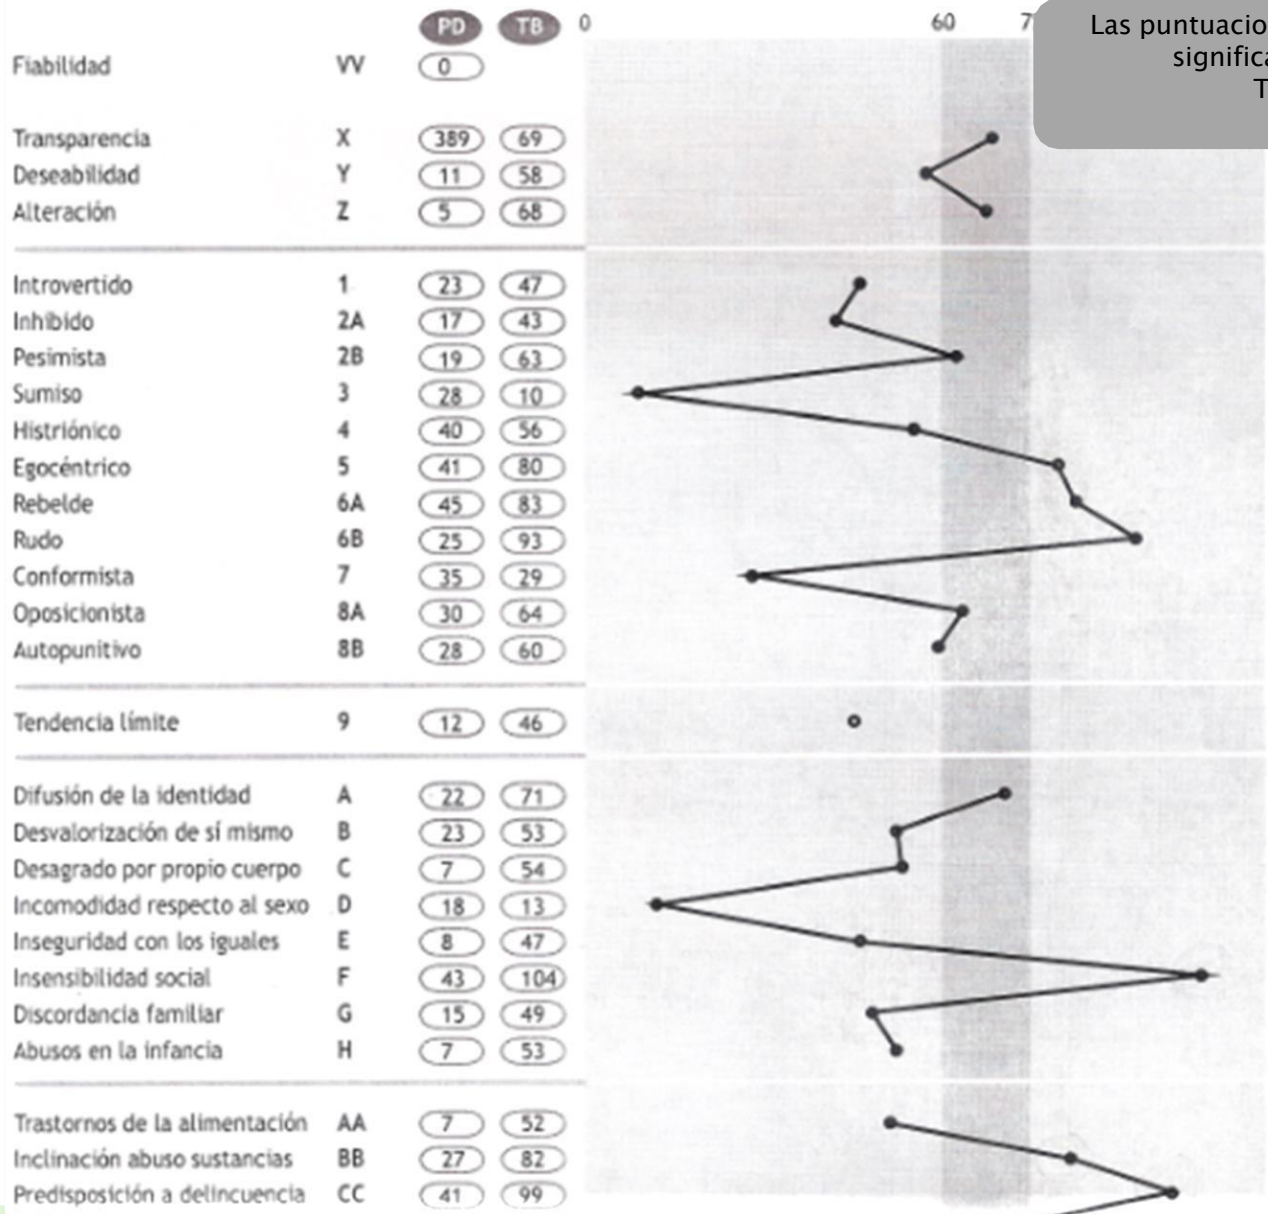 PD TB 0 60 7
Las puntuacio
significa
T
Fiabilidad VV 0
Transparencia X 389 69
Deseabilidad Y 11 58
Alteración Z 5 68
Introvertido 1 23 47
Inhibido 2A 17 43
Pesimista 2B 19 63
Sumiso 3 28 10
Histriónico 4 40 56
Egocéntrico 5 41 80
Rebelde 6A 45 83
Rudo 6B 25 93
Conformista 7 35 29
Oposicionista 8A 30 64
Autopunitivo 8B 28 60
Tendencia límite 9 12 46
Difusión de la identidad A 22 71
Desvalorización de sí mismo B 23 53
Desagrado por propio cuerpo C 7 54
Incomodidad respecto al sexo D 18 13
Inseguridad con los iguales E 8 47
Insensibilidad social F 43 104
Discordancia familiar G 15 49
Abusos en la infancia H 7 53
Trastornos de la alimentación AA 7 52
Inclinación abuso sustancias BB 27 82
Predisposición a delincuencia CC 41 99